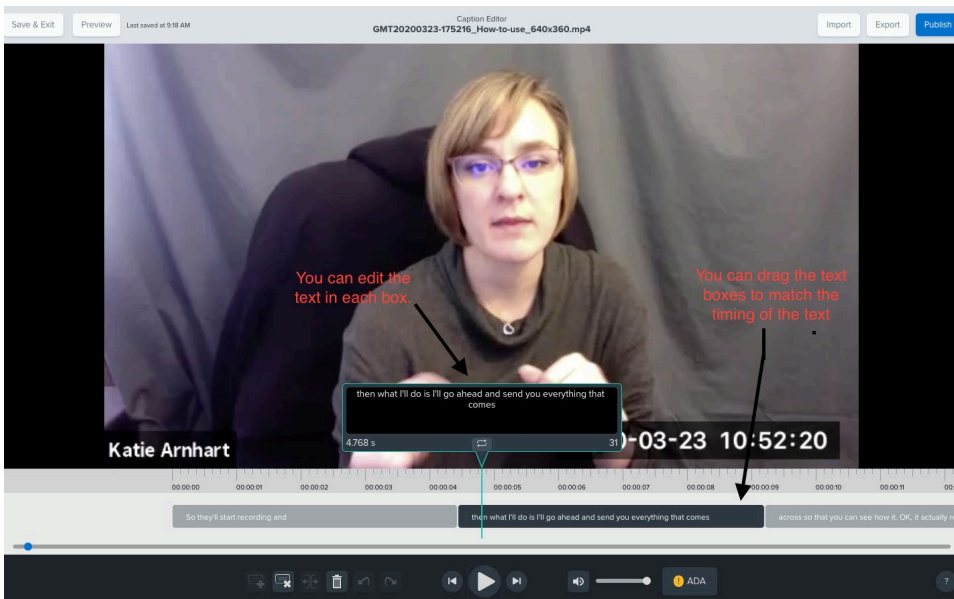 Save & Exit
Preview
Last saved at 9:18 AM
Caption Editor
GMT20200323-175216_How-to-use_640x360.mp4
Import
Export
Publish
You can edit the
text in each box.
You can drag the text
boxes to match the
timing of the text
then what I'll do is I'll go ahead and send you everything that
comes
4.768 s
31
Katie Arnhart
0-03-23 10:52:20
00:00:00
00:00:01
00:00:02
00:00:03
00:00:04
00:00:05
00:00:06
00:00:07
00:00:08
00:00:09
00:00:10
00:00:11
00:
So they'll start recording and
then what I'll do is I'll go ahead and send you everything that comes
across so that you can see how it. OK, it actually
ADA
?